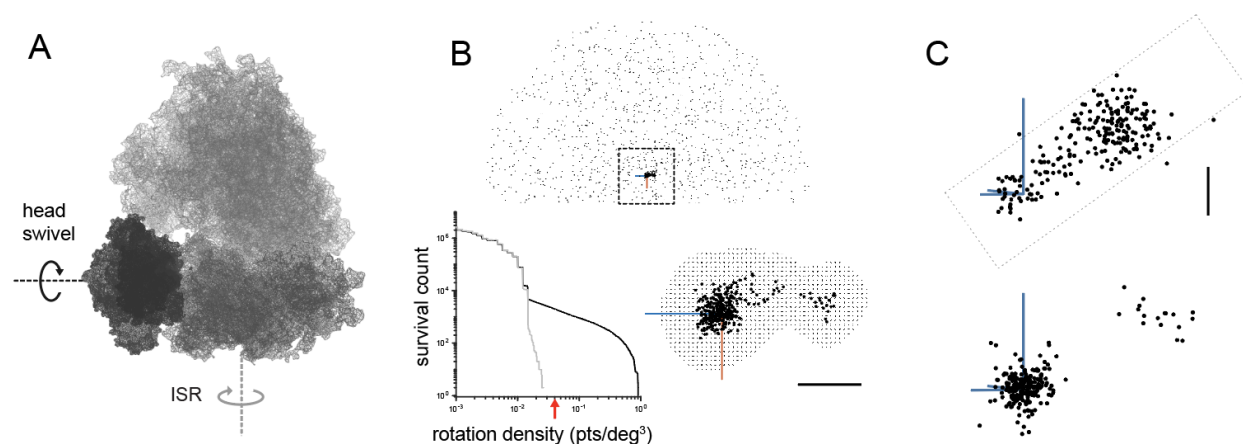 A
B
C
head
swivel
ISR
survival count
10⁶
10⁴
10²
10⁰
10⁻³
10⁻²
10⁻¹
10⁰
rotation density (pts/deg³)